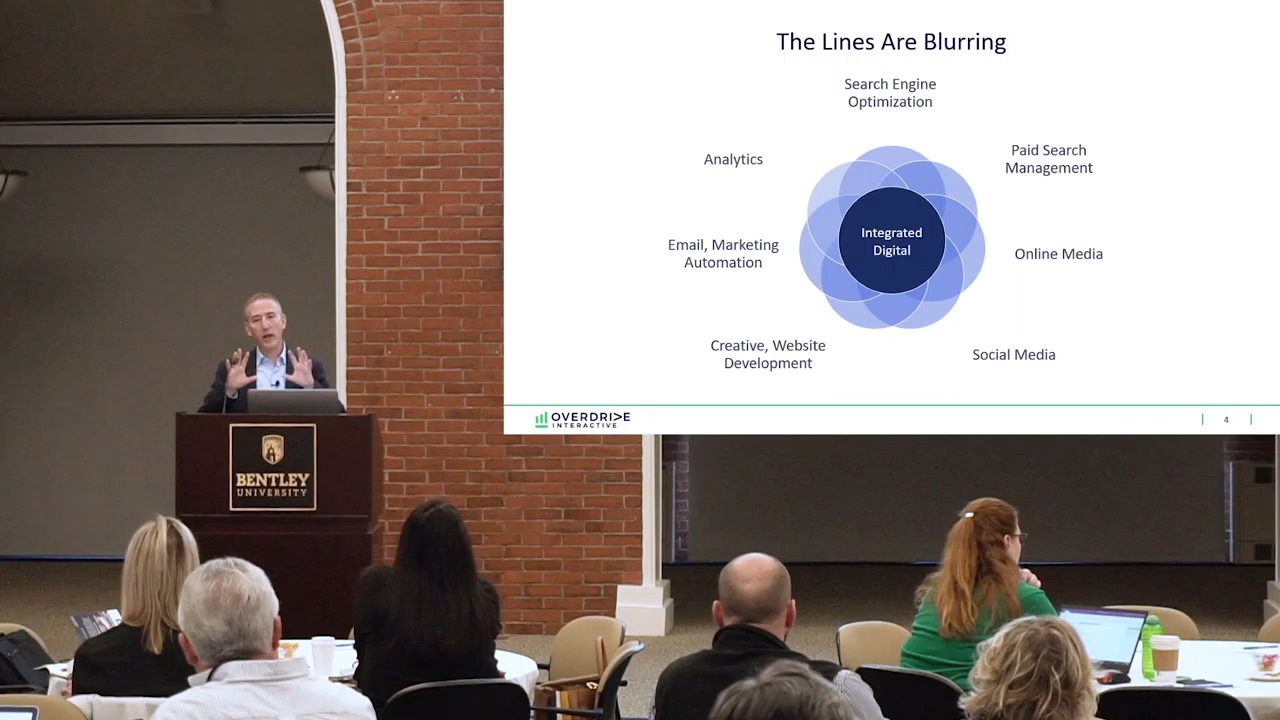 The Lines Are Blurring
Search Engine
Optimization
Analytics
Paid Search
Management
Email, Marketing
Automation
Integrated
Digital
Online Media
Creative, Website
Development
Social Media
OVERDRIVE
INTERACTIVE
4
BENTLEY
UNIVERSITY